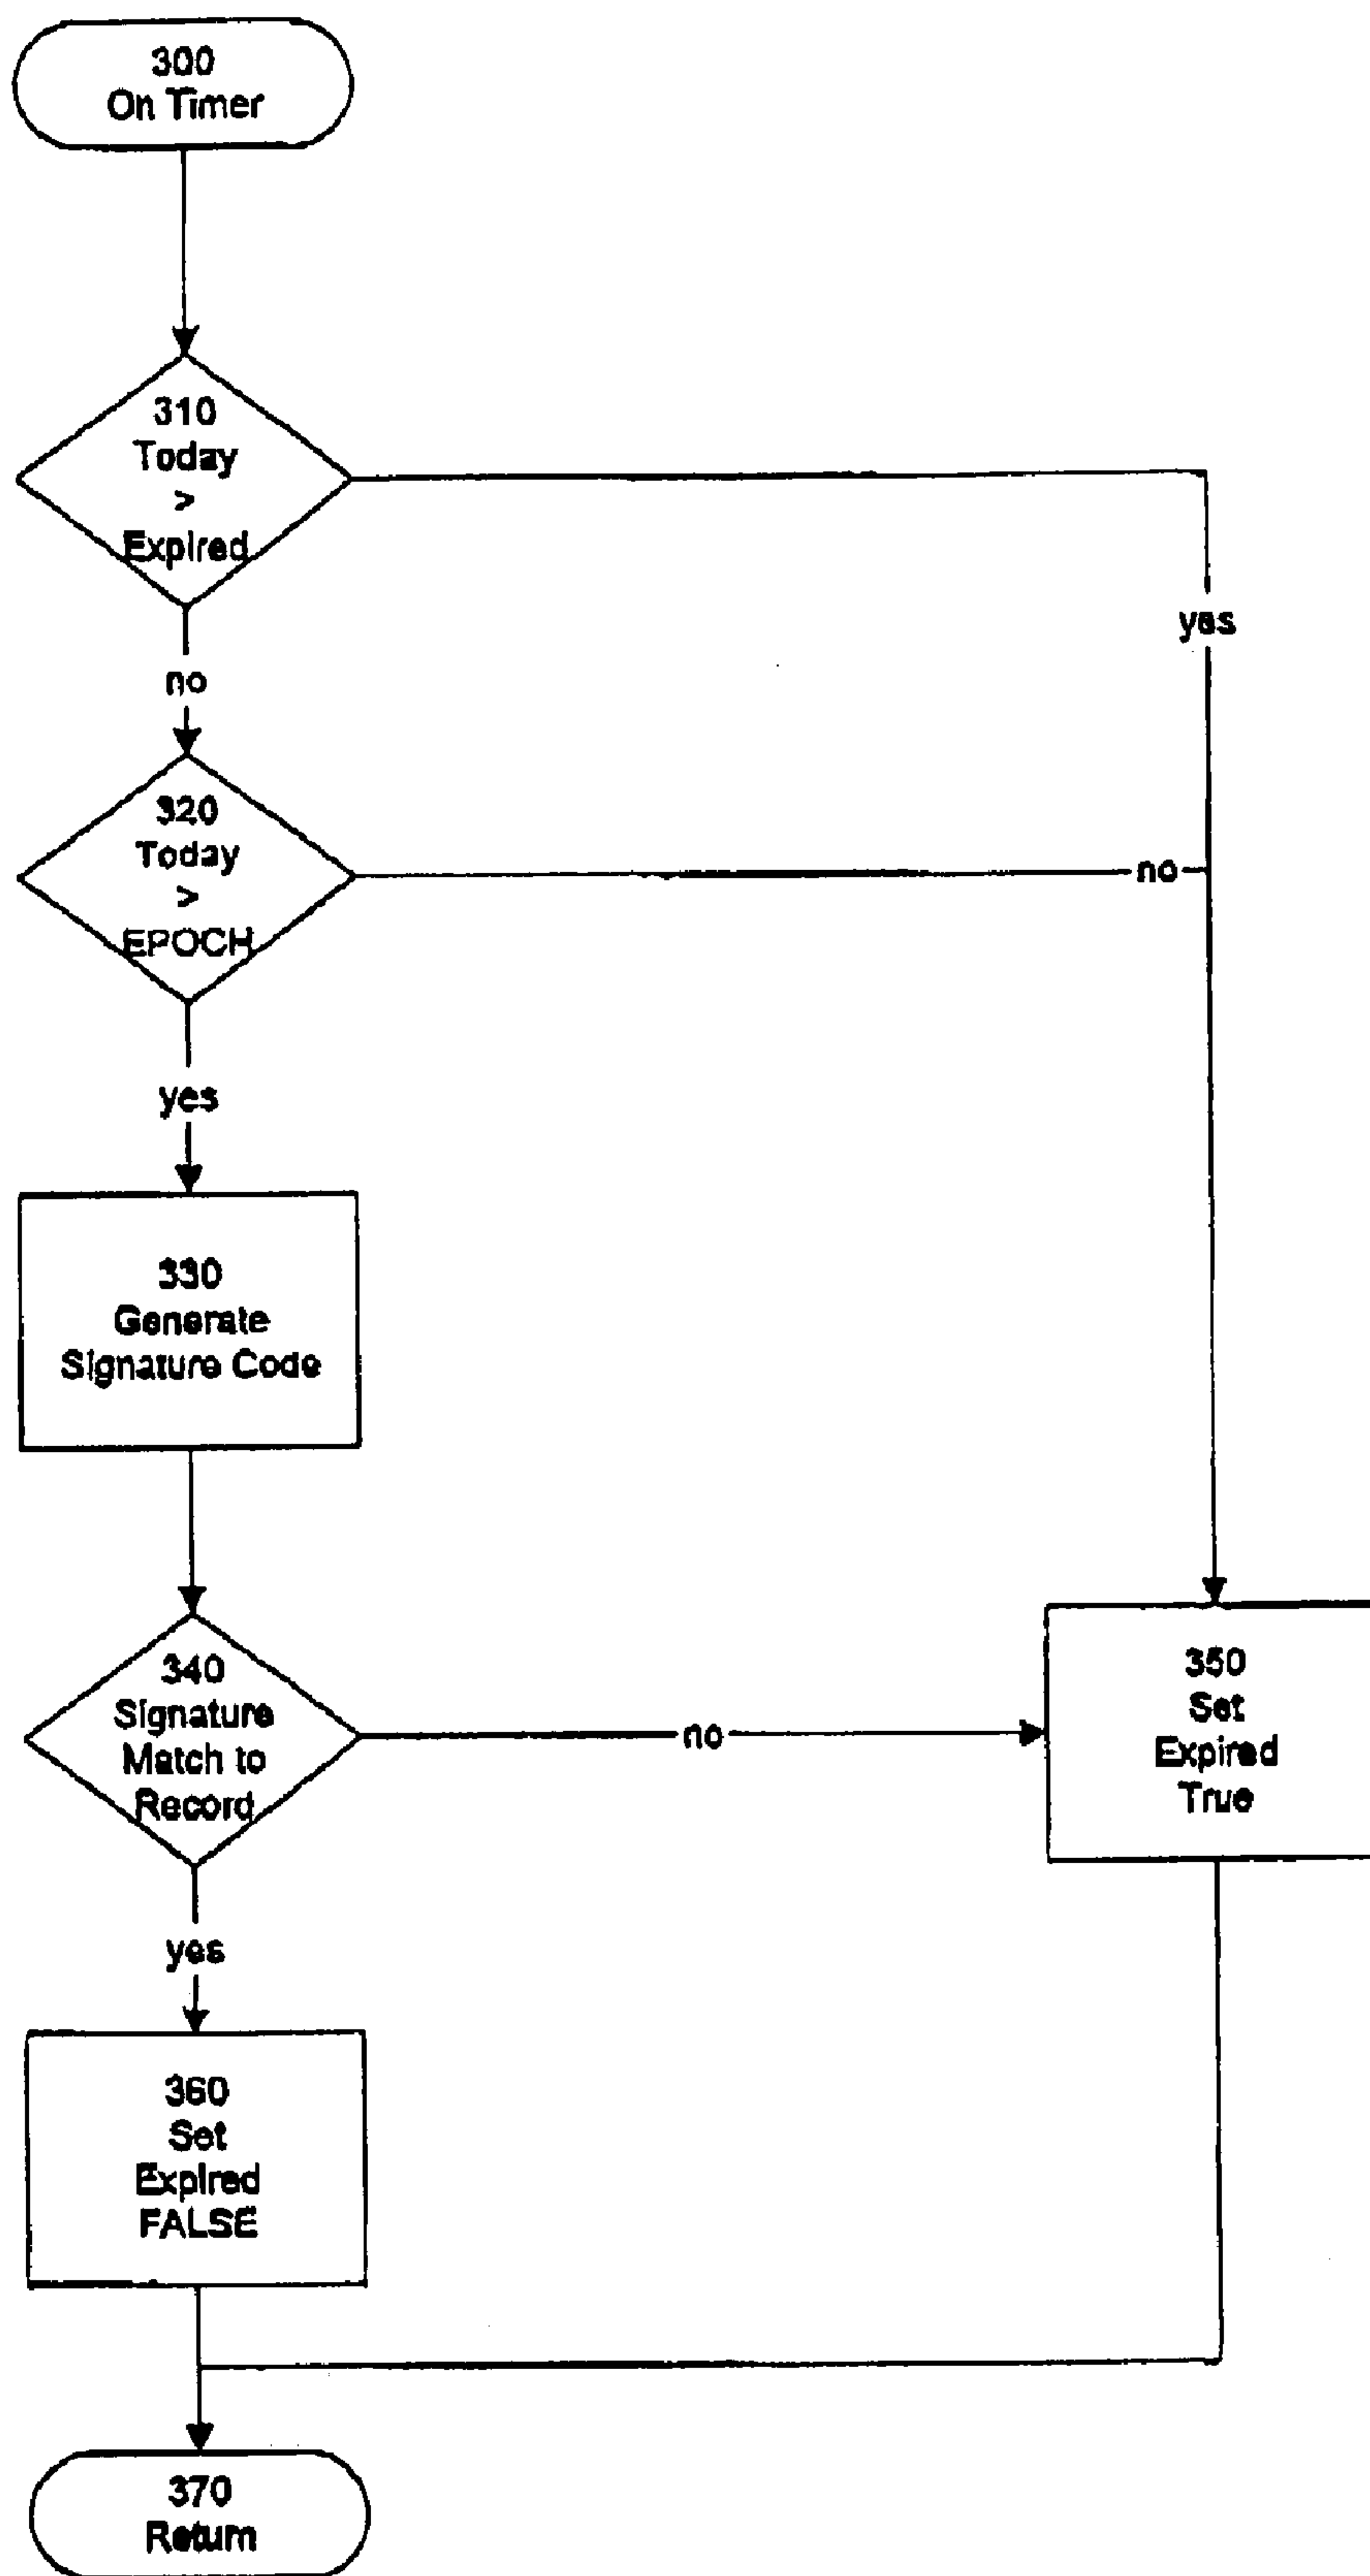 300
On Timer
310
Today
>
Expired
yes
no
320
Today
>
EPOCH
no
yes
330
Generate
Signature Code
340
Signature
Match to
Record
no
350
Set
Expired
True
yes
360
Set
Expired
FALSE
370
Return